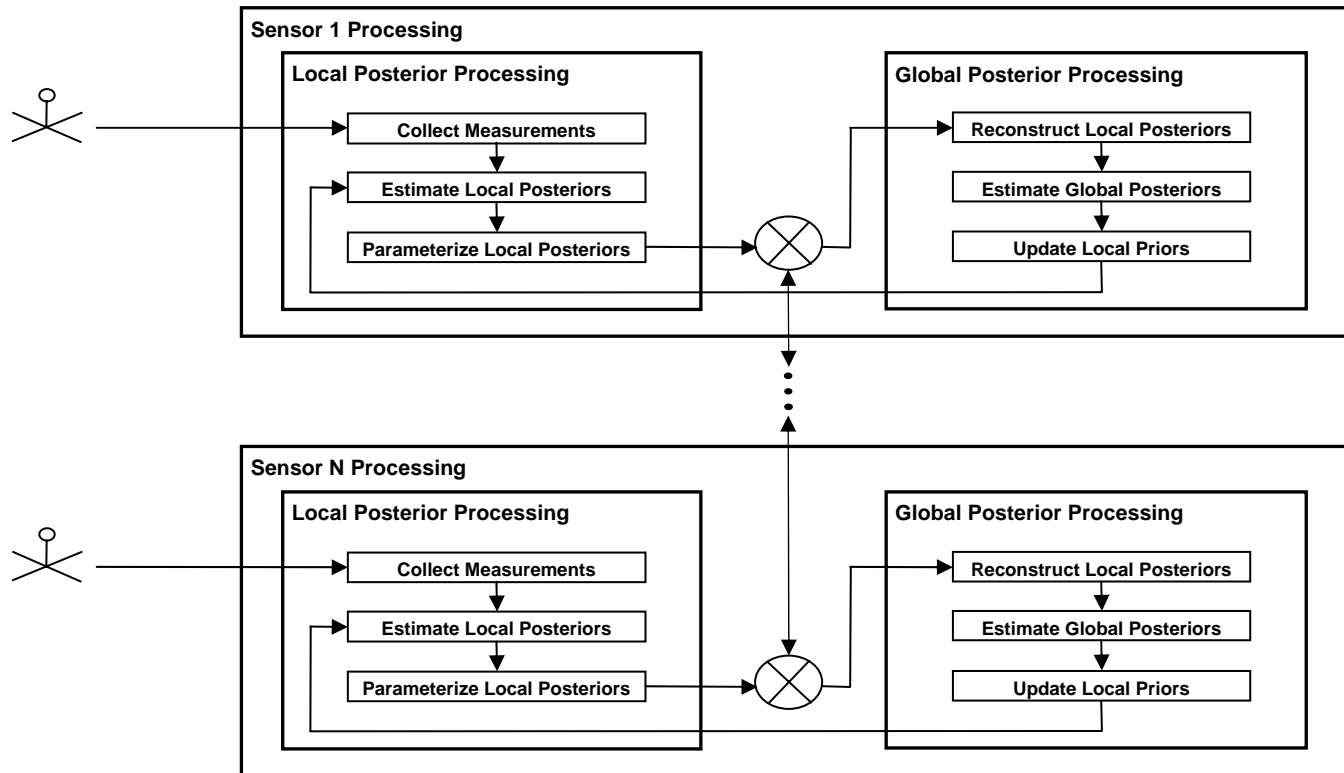 Sensor 1 Processing
Local Posterior Processing
Collect Measurements
Estimate Local Posteriors
Parameterize Local Posteriors
Global Posterior Processing
Reconstruct Local Posteriors
Estimate Global Posteriors
Update Local Priors
Sensor N Processing
Local Posterior Processing
Collect Measurements
Estimate Local Posteriors
Parameterize Local Posteriors
Global Posterior Processing
Reconstruct Local Posteriors
Estimate Global Posteriors
Update Local Priors